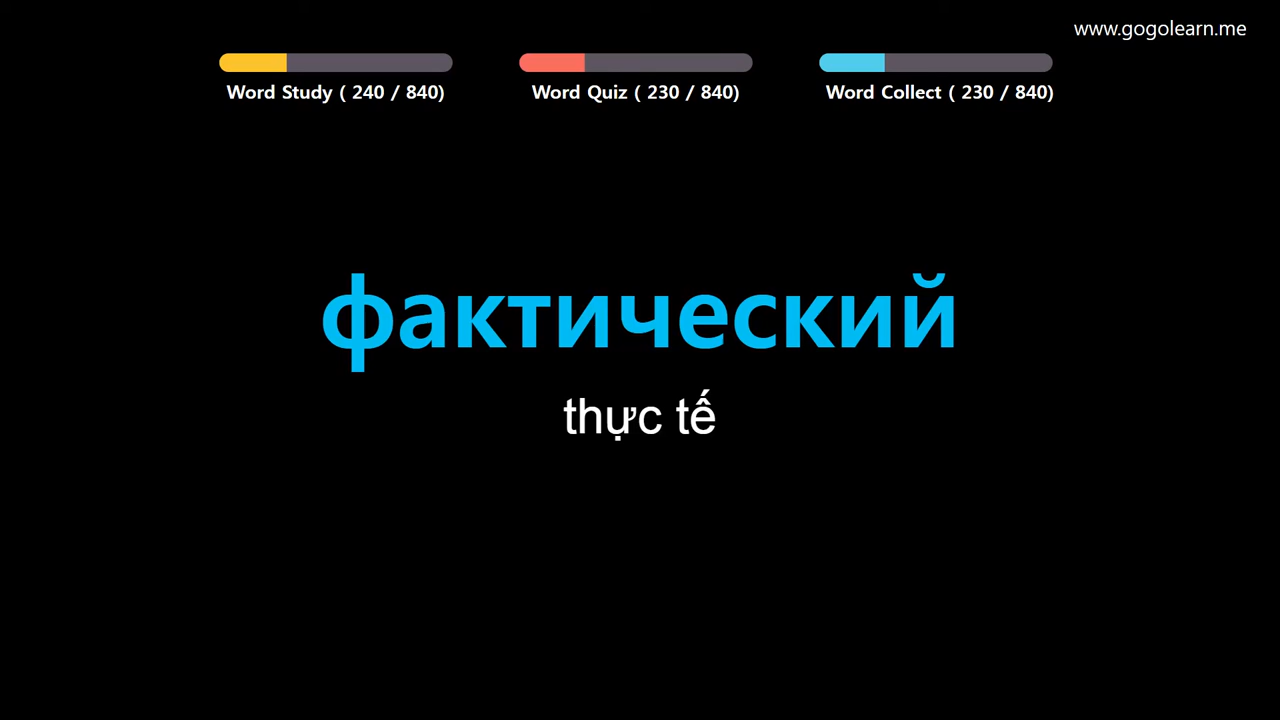 www.gogolearn.me
Word Study ( 240 / 840)
Word Quiz ( 230 / 840)
Word Collect ( 230 / 840)
фактический
thực tế